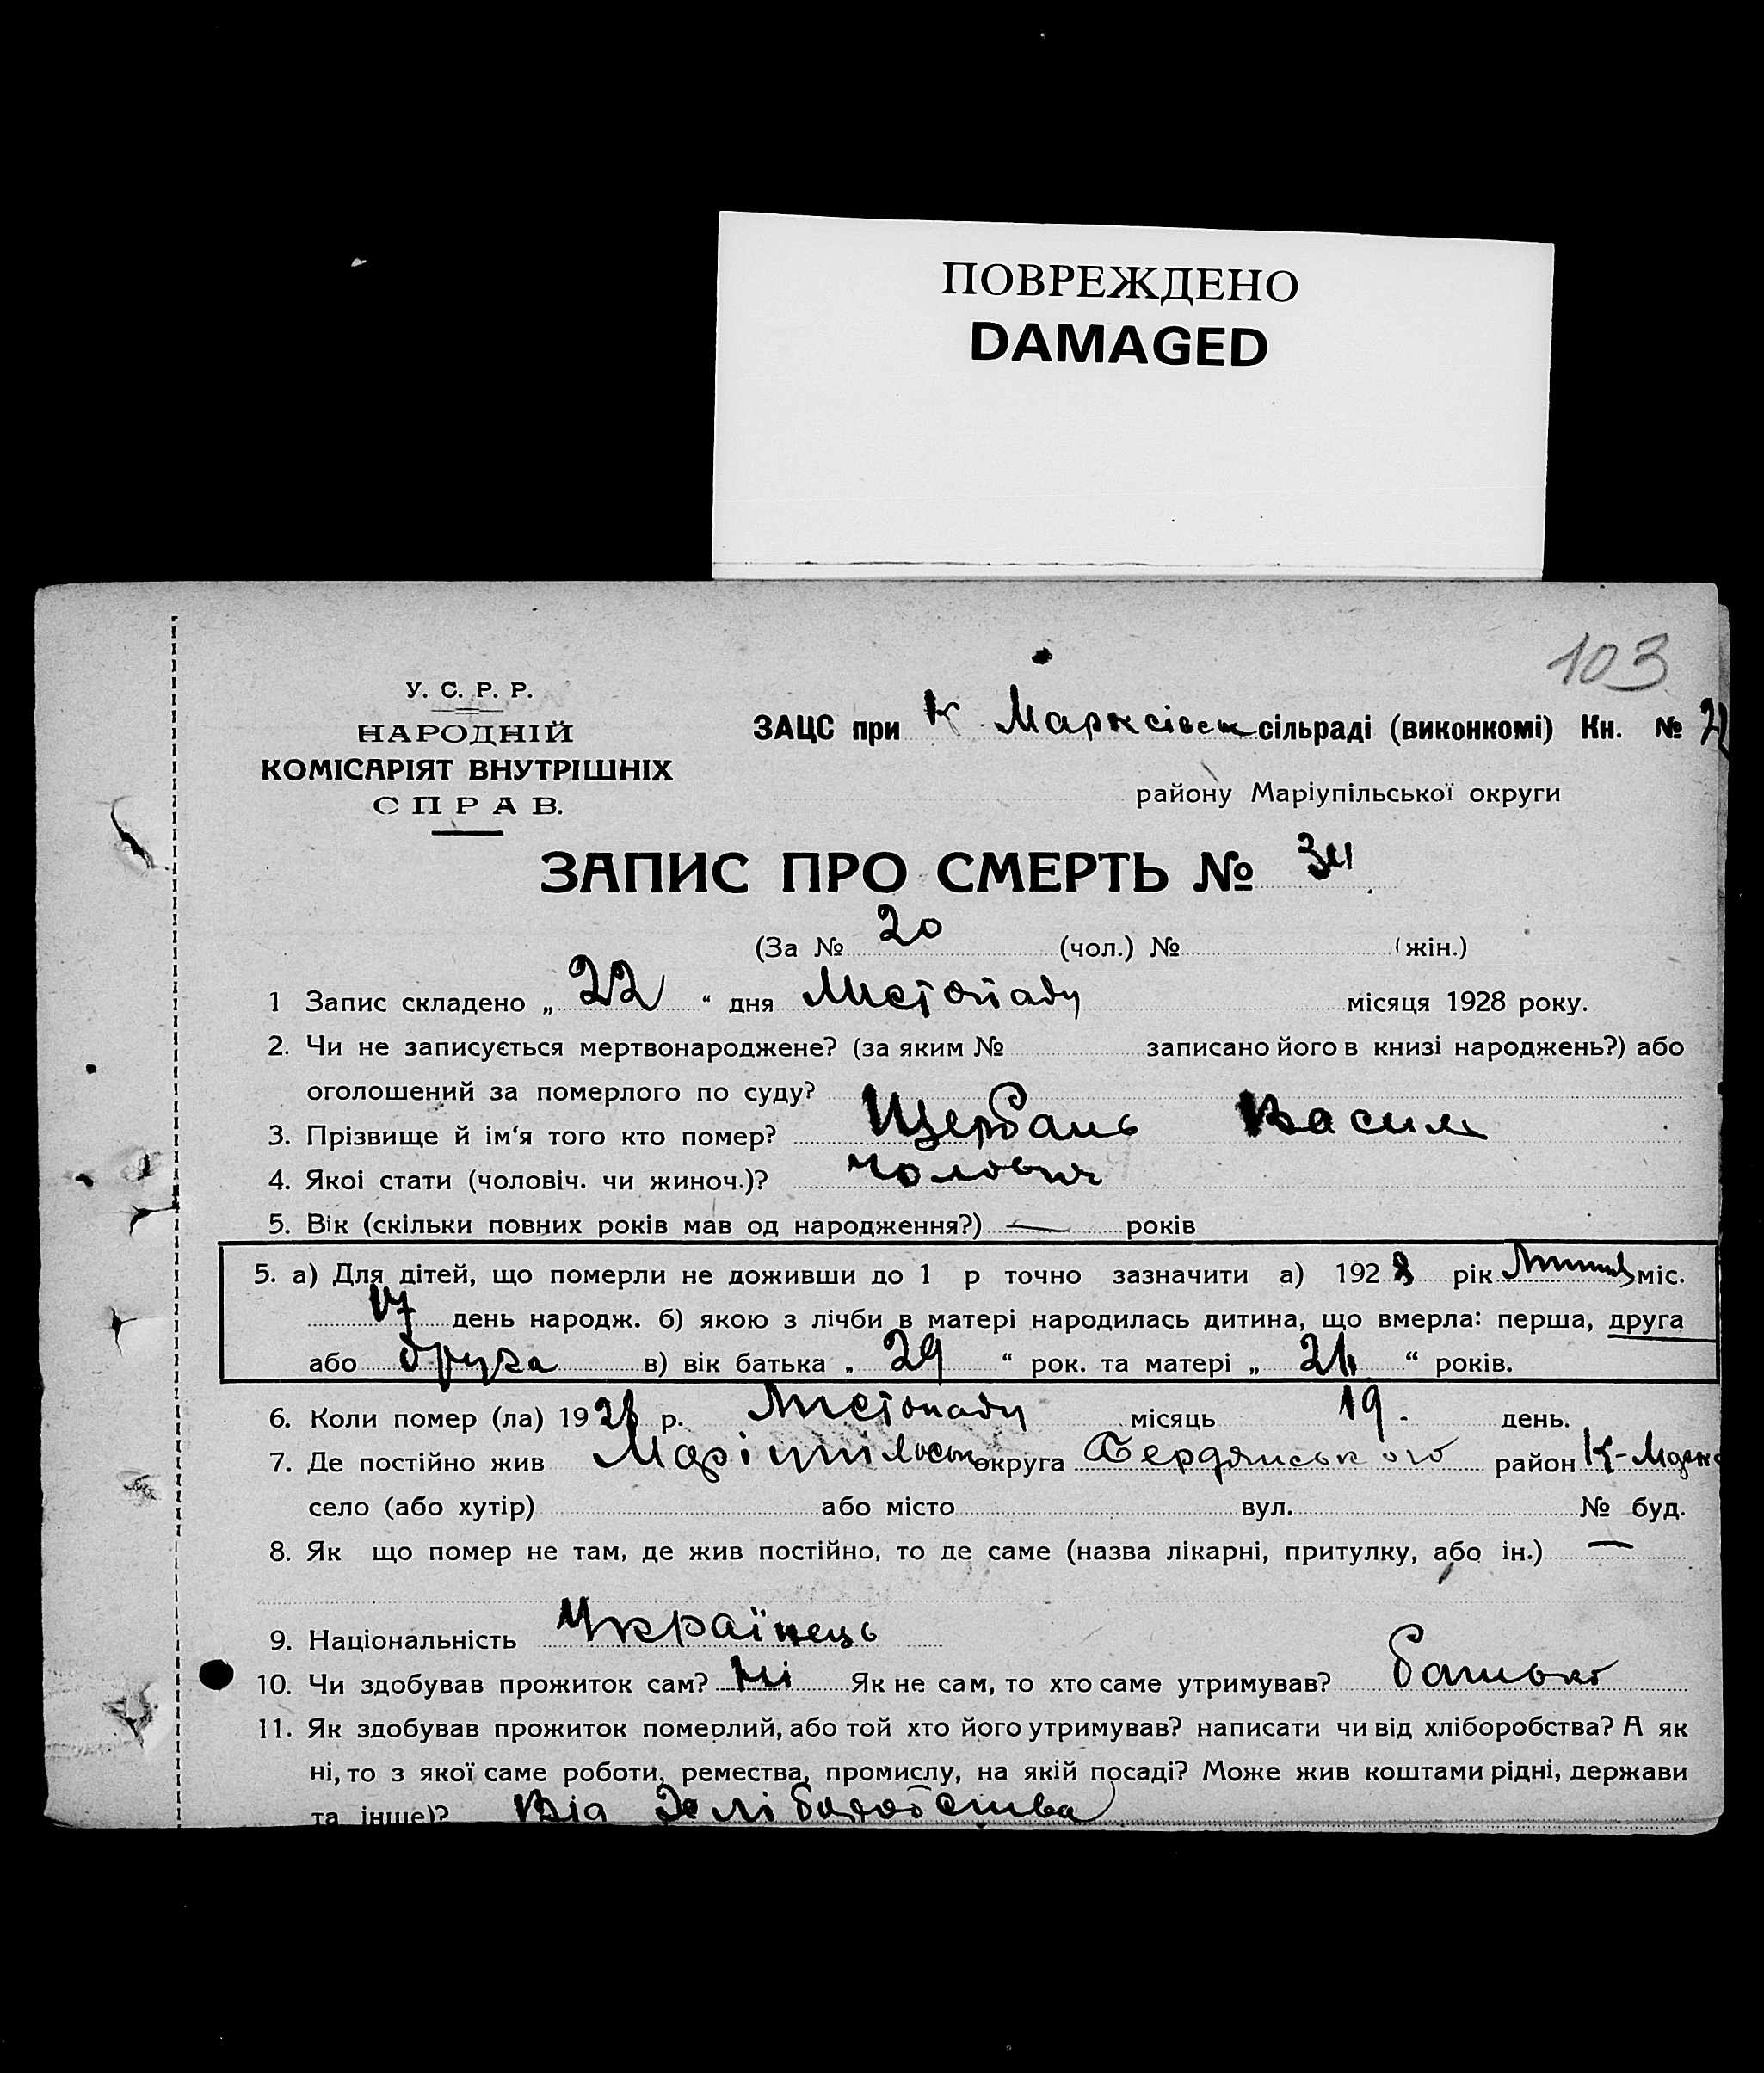 ПОВРЕЖДЕНО
DAMAGED
103
У. С. Р. Р.
НАРОДНІЙ
КОМІСАРІЯТ ВНУТРІШНІХ
СПРАВ.
ЗАЦС при К Марксівськ сільраді (виконкомі) Кн. №
району Маріупільської округи
ЗАПИС ПРО СМЕРТЬ № 34
(За № 20 (чол.) № (жін.)
1 Запис складено „ 22 “ дня Листопаду місяця 1928 року.
2. Чи не записується мертвонароджене? (за яким № записано його в книзі народжень?) або
оголошений за померлого по суду?
3. Прізвище й ім‘я того кто помер? Щербань Василь
4. Якоі стати (чоловіч. чи жиноч.)?
5. Вік (скільки повних років мав од народження?) — років
5. а) Для дітей, що померли не доживши до 1 р точно зазначити а) 1928 рік міс.
17 день народж. б) якою з лічби в матері народилась дитина, що вмерла: перша, друга
або друга в) вік батька „ 29 “ рок. та матері „ 24 “ років.
6. Коли помер (ла) 1928 р. Листопаду місяць 19. день.
7. Де постійно жив Маріупільськ округа Бердянського район К-Маркс
село (або хутір) або місто вул. № буд.
8. Як що помер не там, де жив постійно, то де саме (назва лікарні, притулку, або ін.) —
9. Національність Українець
10. Чи здобував прожиток сам? Ні Як не сам, то хто саме утримував? батько
11. Як здобував прожиток померлий, або той хто його утримував? написати чи від хліборобства? А як
ні, то з якої саме роботи, ремества, промислу, на якій посаді? Може жив коштами рідні, держави
та інше)? Від хліборобства